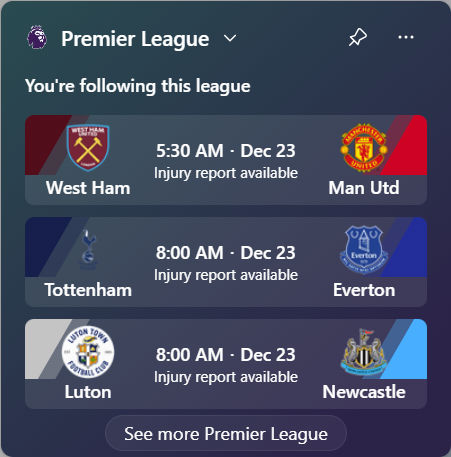 Premier League
You're following this league
WEST HAM
UNITED
LONDON
5:30 AM · Dec 23
MANCHESTER
UNITED
Injury report available
West Ham
Man Utd
8:00 AM · Dec 23
Everton
Injury report available
Tottenham
Everton
LUTON TOWN
FOOTBALL CLUB
8:00 AM · Dec 23
Injury report available
Luton
Newcastle
See more Premier League